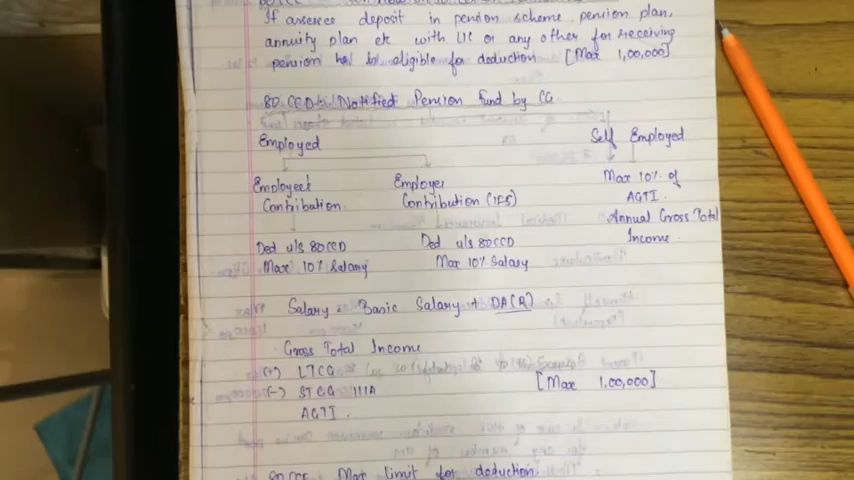 If assesee deposit in pension scheme, pension plan,
annuity plan etc with LIC or any other for receiving
pension he is eligible for deduction [Max 1,00,000]
80 CCD :- Notified Pension Fund by CG
Employed Self Employed
Employee's Contribution.
Employer Contribution (IFS)
Max 10% of AGTI.
Annual Gross Total Income.
Ded u/s 80CCD
Max 10% Salary
Ded u/s 80CCD
Max 10% Salary
Salary = Basic Salary + DA(R)
Gross Total Income
(+) LTCG
(-) STCG 111A [Max 1,00,000]
AGTI.
80 CCE Max limit for deduction